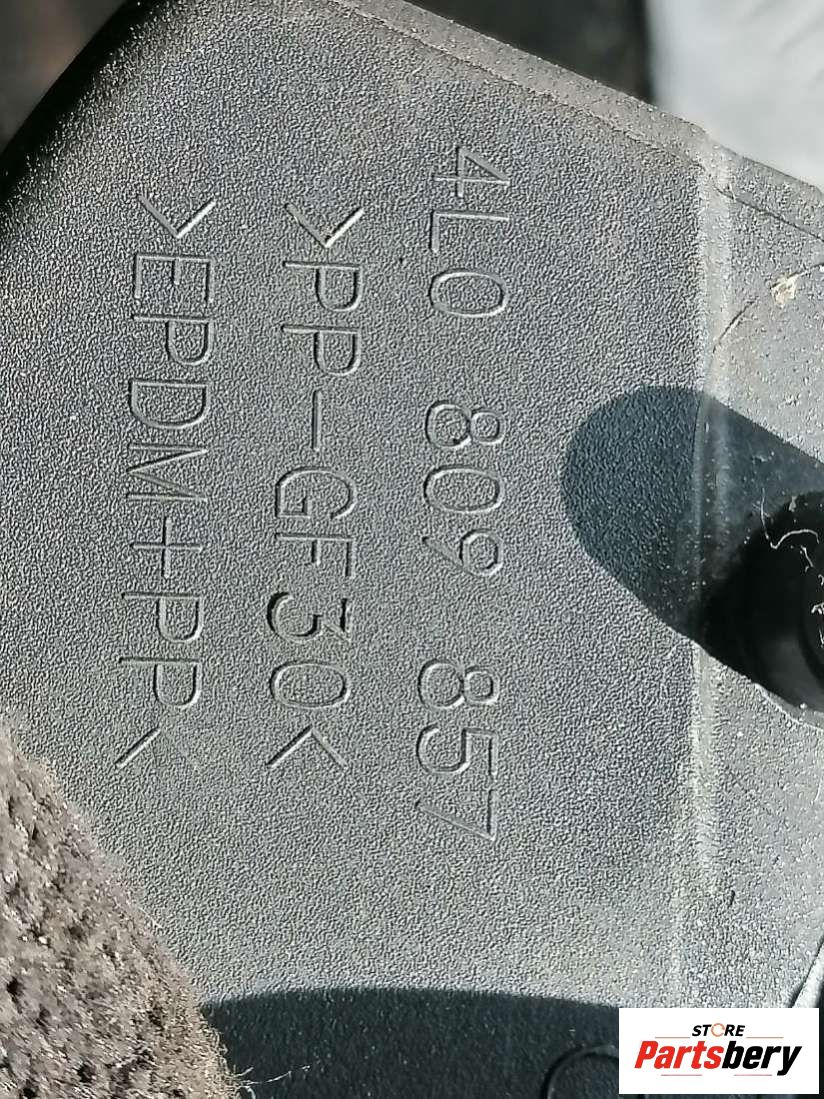 4L0 809 857
>PP-GF30<
>EPDM+PP<
STORE
Partsbery